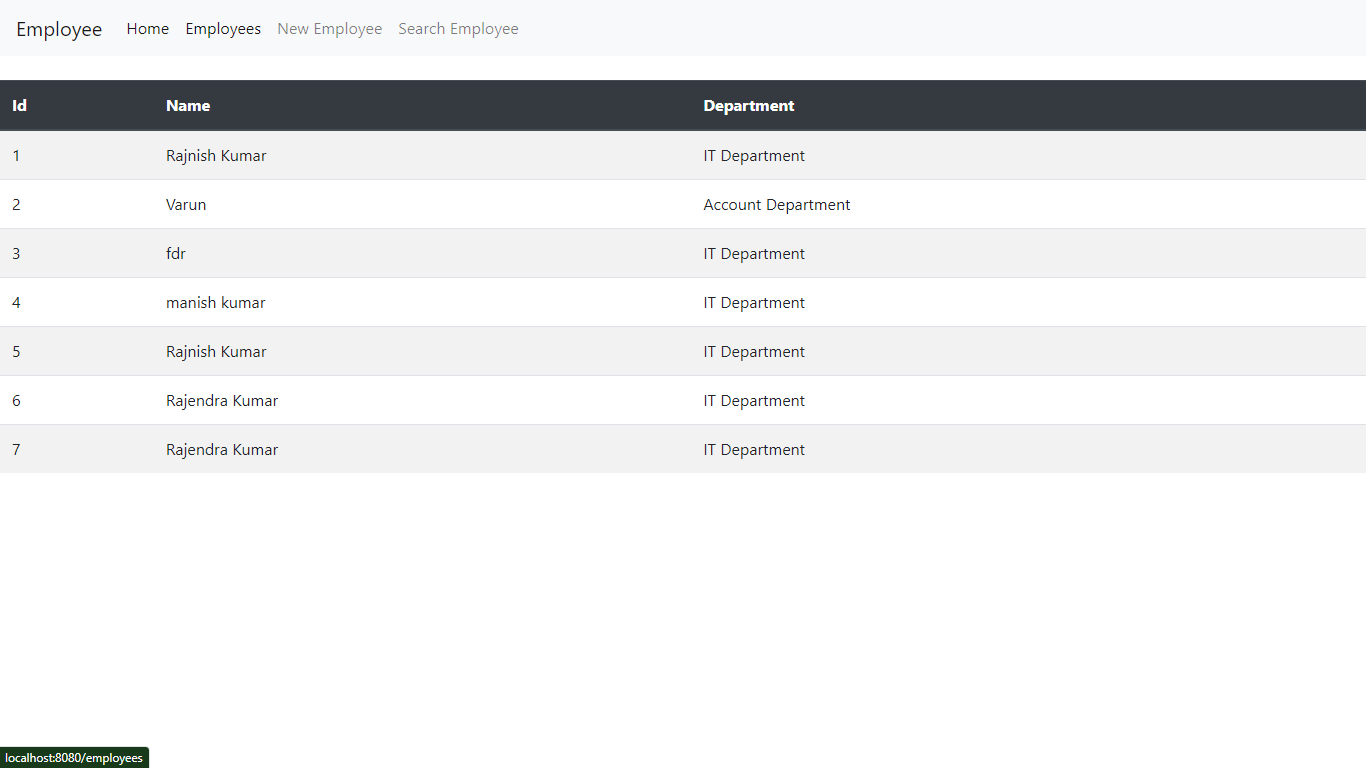 Employee Home Employees New Employee Search Employee
Id Name Department
1 Rajnish Kumar IT Department
2 Varun Account Department
3 fdr IT Department
4 manish kumar IT Department
5 Rajnish Kumar IT Department
6 Rajendra Kumar IT Department
7 Rajendra Kumar IT Department
localhost:8080/employees